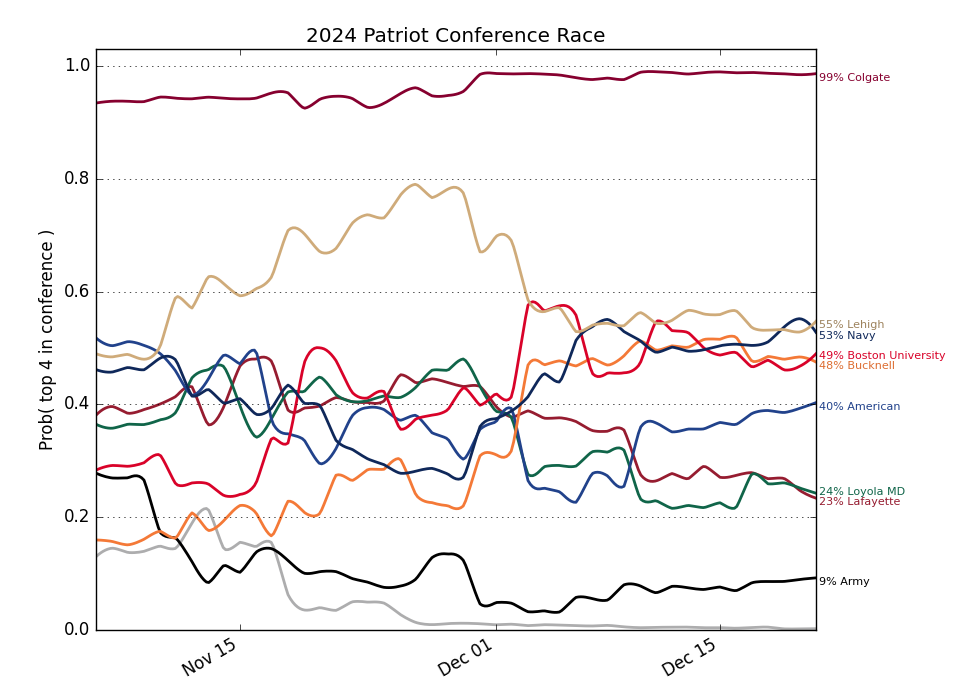 2024 Patriot Conference Race
Prob( top 4 in conference )
1.0
0.8
0.6
0.4
0.2
0.0
Nov 15
Dec 01
Dec 15
99% Colgate
55% Lehigh
53% Navy
49% Boston University
48% Bucknell
40% American
24% Loyola MD
23% Lafayette
9% Army